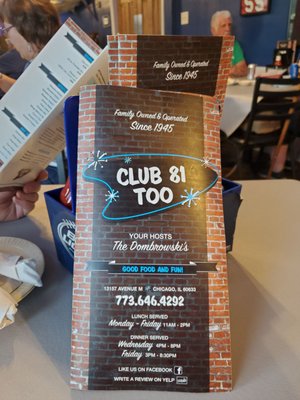 Family Owned & Operated
Since 1945
Family Owned & Operated
Since 1945
CLUB 81
TOO
YOUR HOSTS
The Dombrowski's
GOOD FOOD AND FUN!
13157 AVENUE M CHICAGO, IL 60633
773.646.4292
LUNCH SERVED
Monday - Friday 11AM - 2PM
DINNER SERVED
Wednesday 4PM - 8PM
Friday 3PM - 8:30PM
LIKE US ON FACEBOOK
WRITE A REVIEW ON YELP